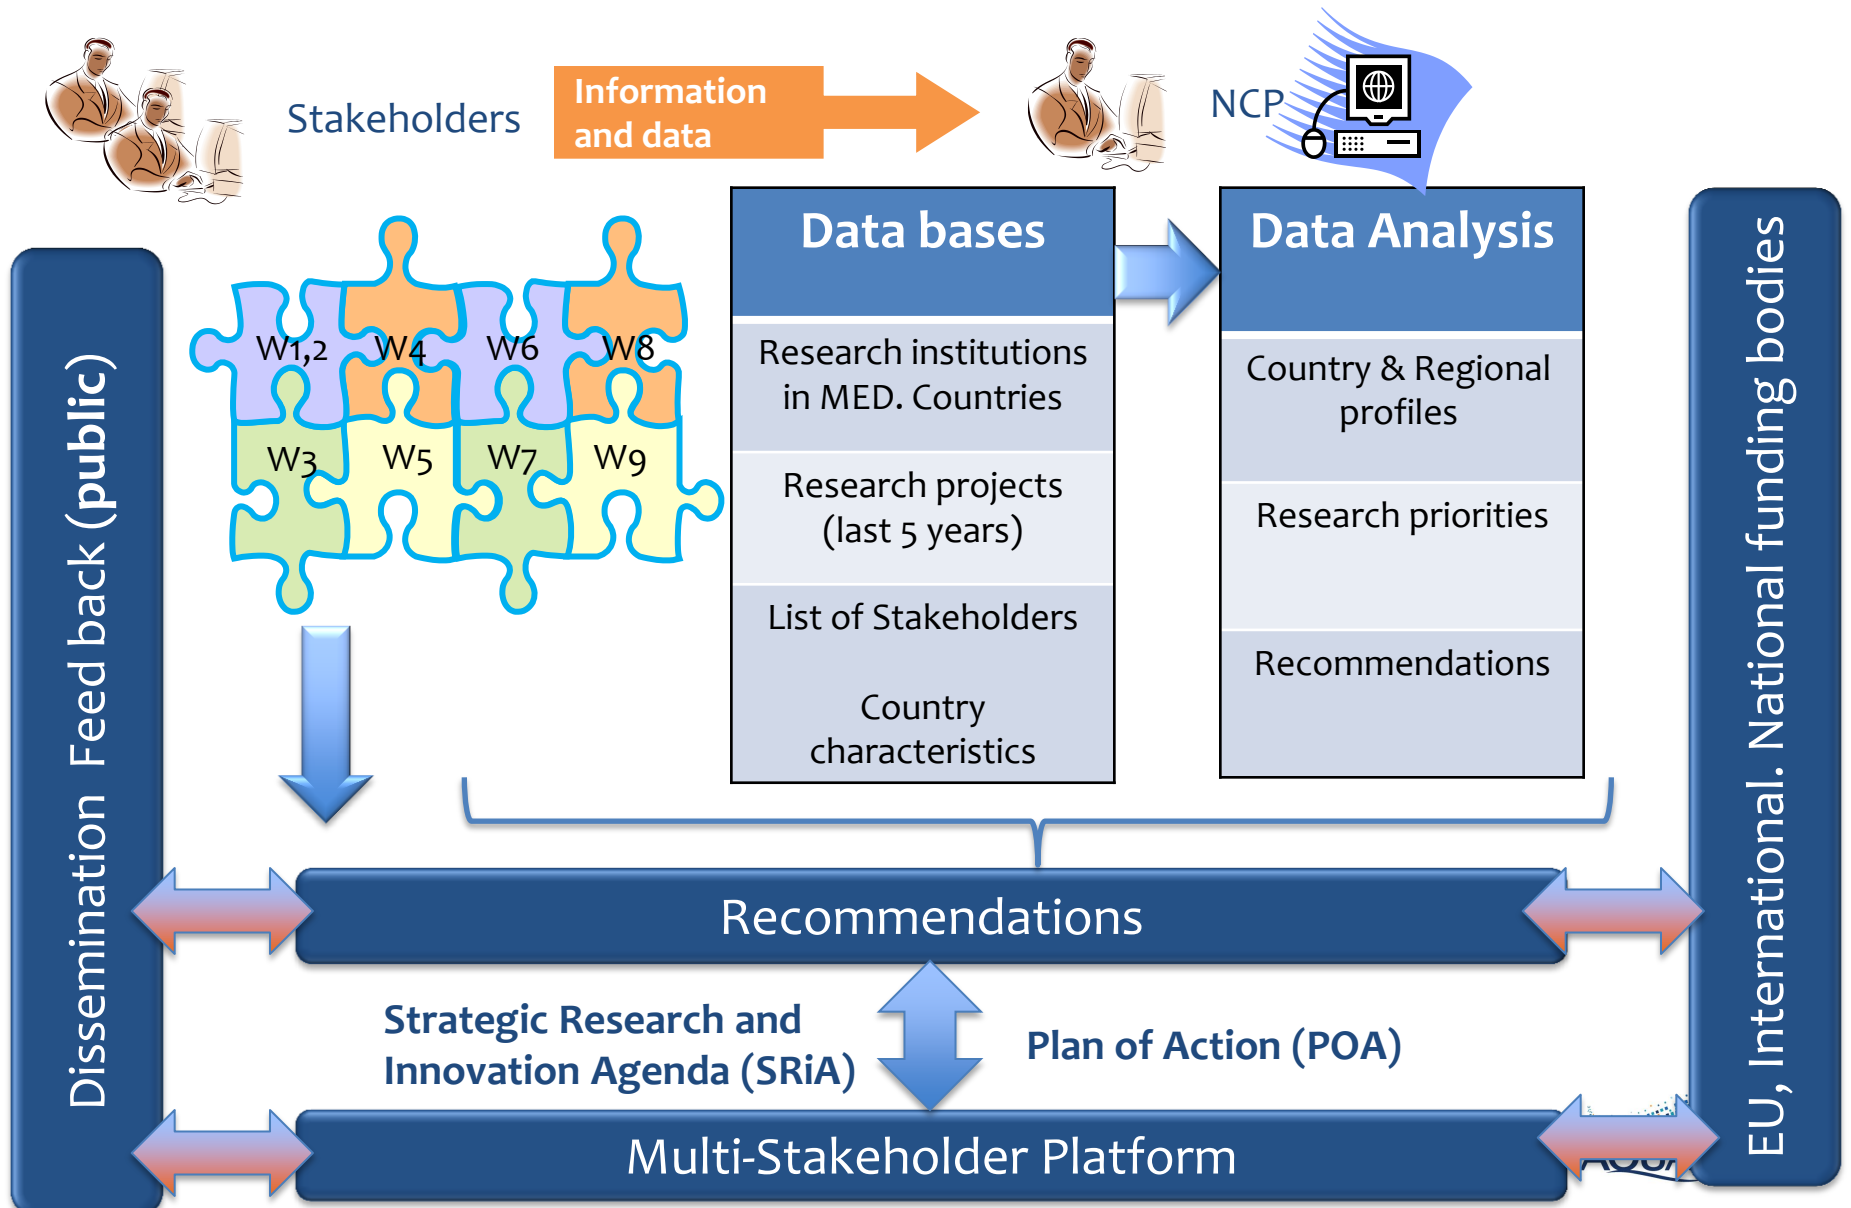 Stakeholders
Information
and data
NCP
Data bases
Data Analysis
W1,2
W4
W6
W8
W3
W5
W7
W9
Research institutions
in MED. Countries
Research projects
(last 5 years)
List of Stakeholders
Country
characteristics
Country & Regional
profiles
Research priorities
Recommendations
Dissemination Feed back (public)
EU, International. National funding bodies
Recommendations
Strategic Research and
Innovation Agenda (SRiA)
Plan of Action (POA)
Multi-Stakeholder Platform